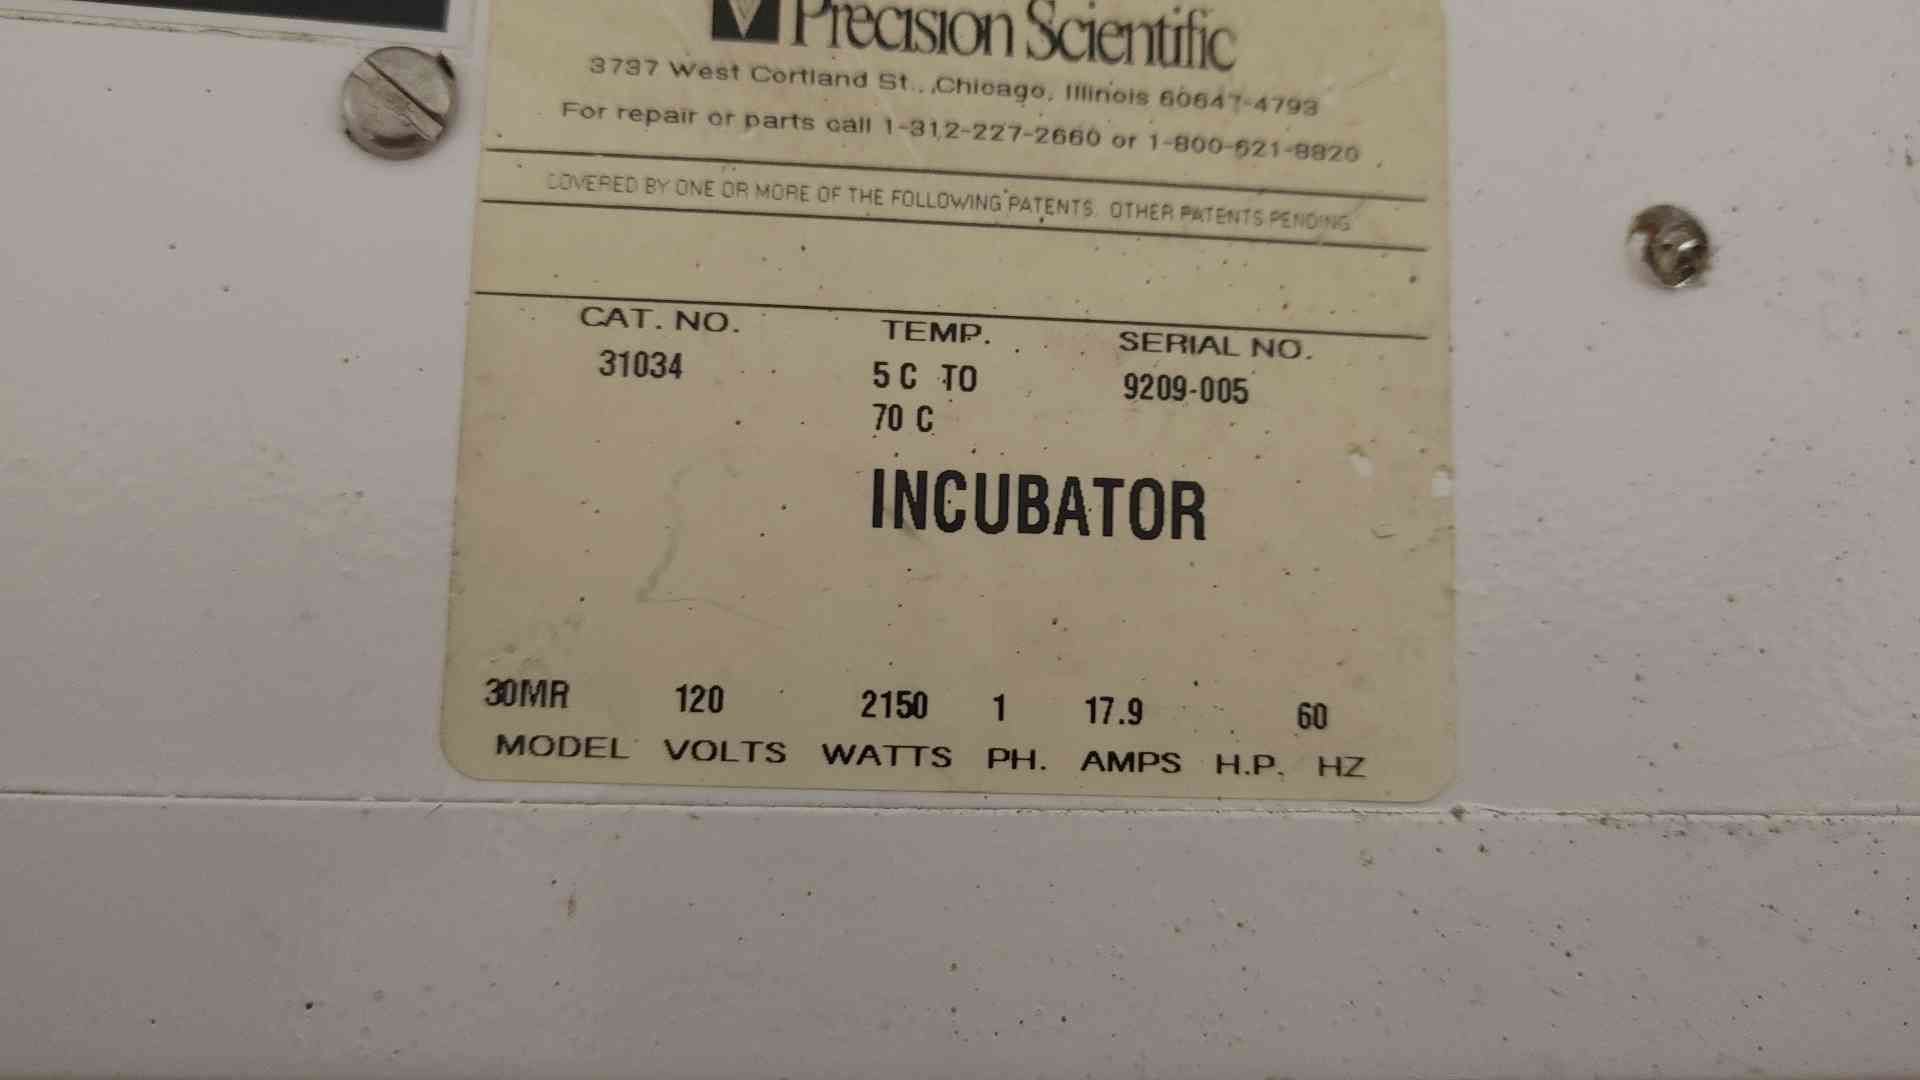 Precision Scientific
3737 West Cortland St., Chicago, Illinois 60647-4793
For repair or parts call 1-312-227-2660 or 1-800-621-8820
COVERED BY ONE OR MORE OF THE FOLLOWING PATENTS. OTHER PATENTS PENDING
CAT. NO. TEMP. SERIAL NO.
31034 5 C TO 9209-005
70 C
INCUBATOR
30MR 120 2150 1 17.9 60
MODEL VOLTS WATTS PH. AMPS H.P. HZ